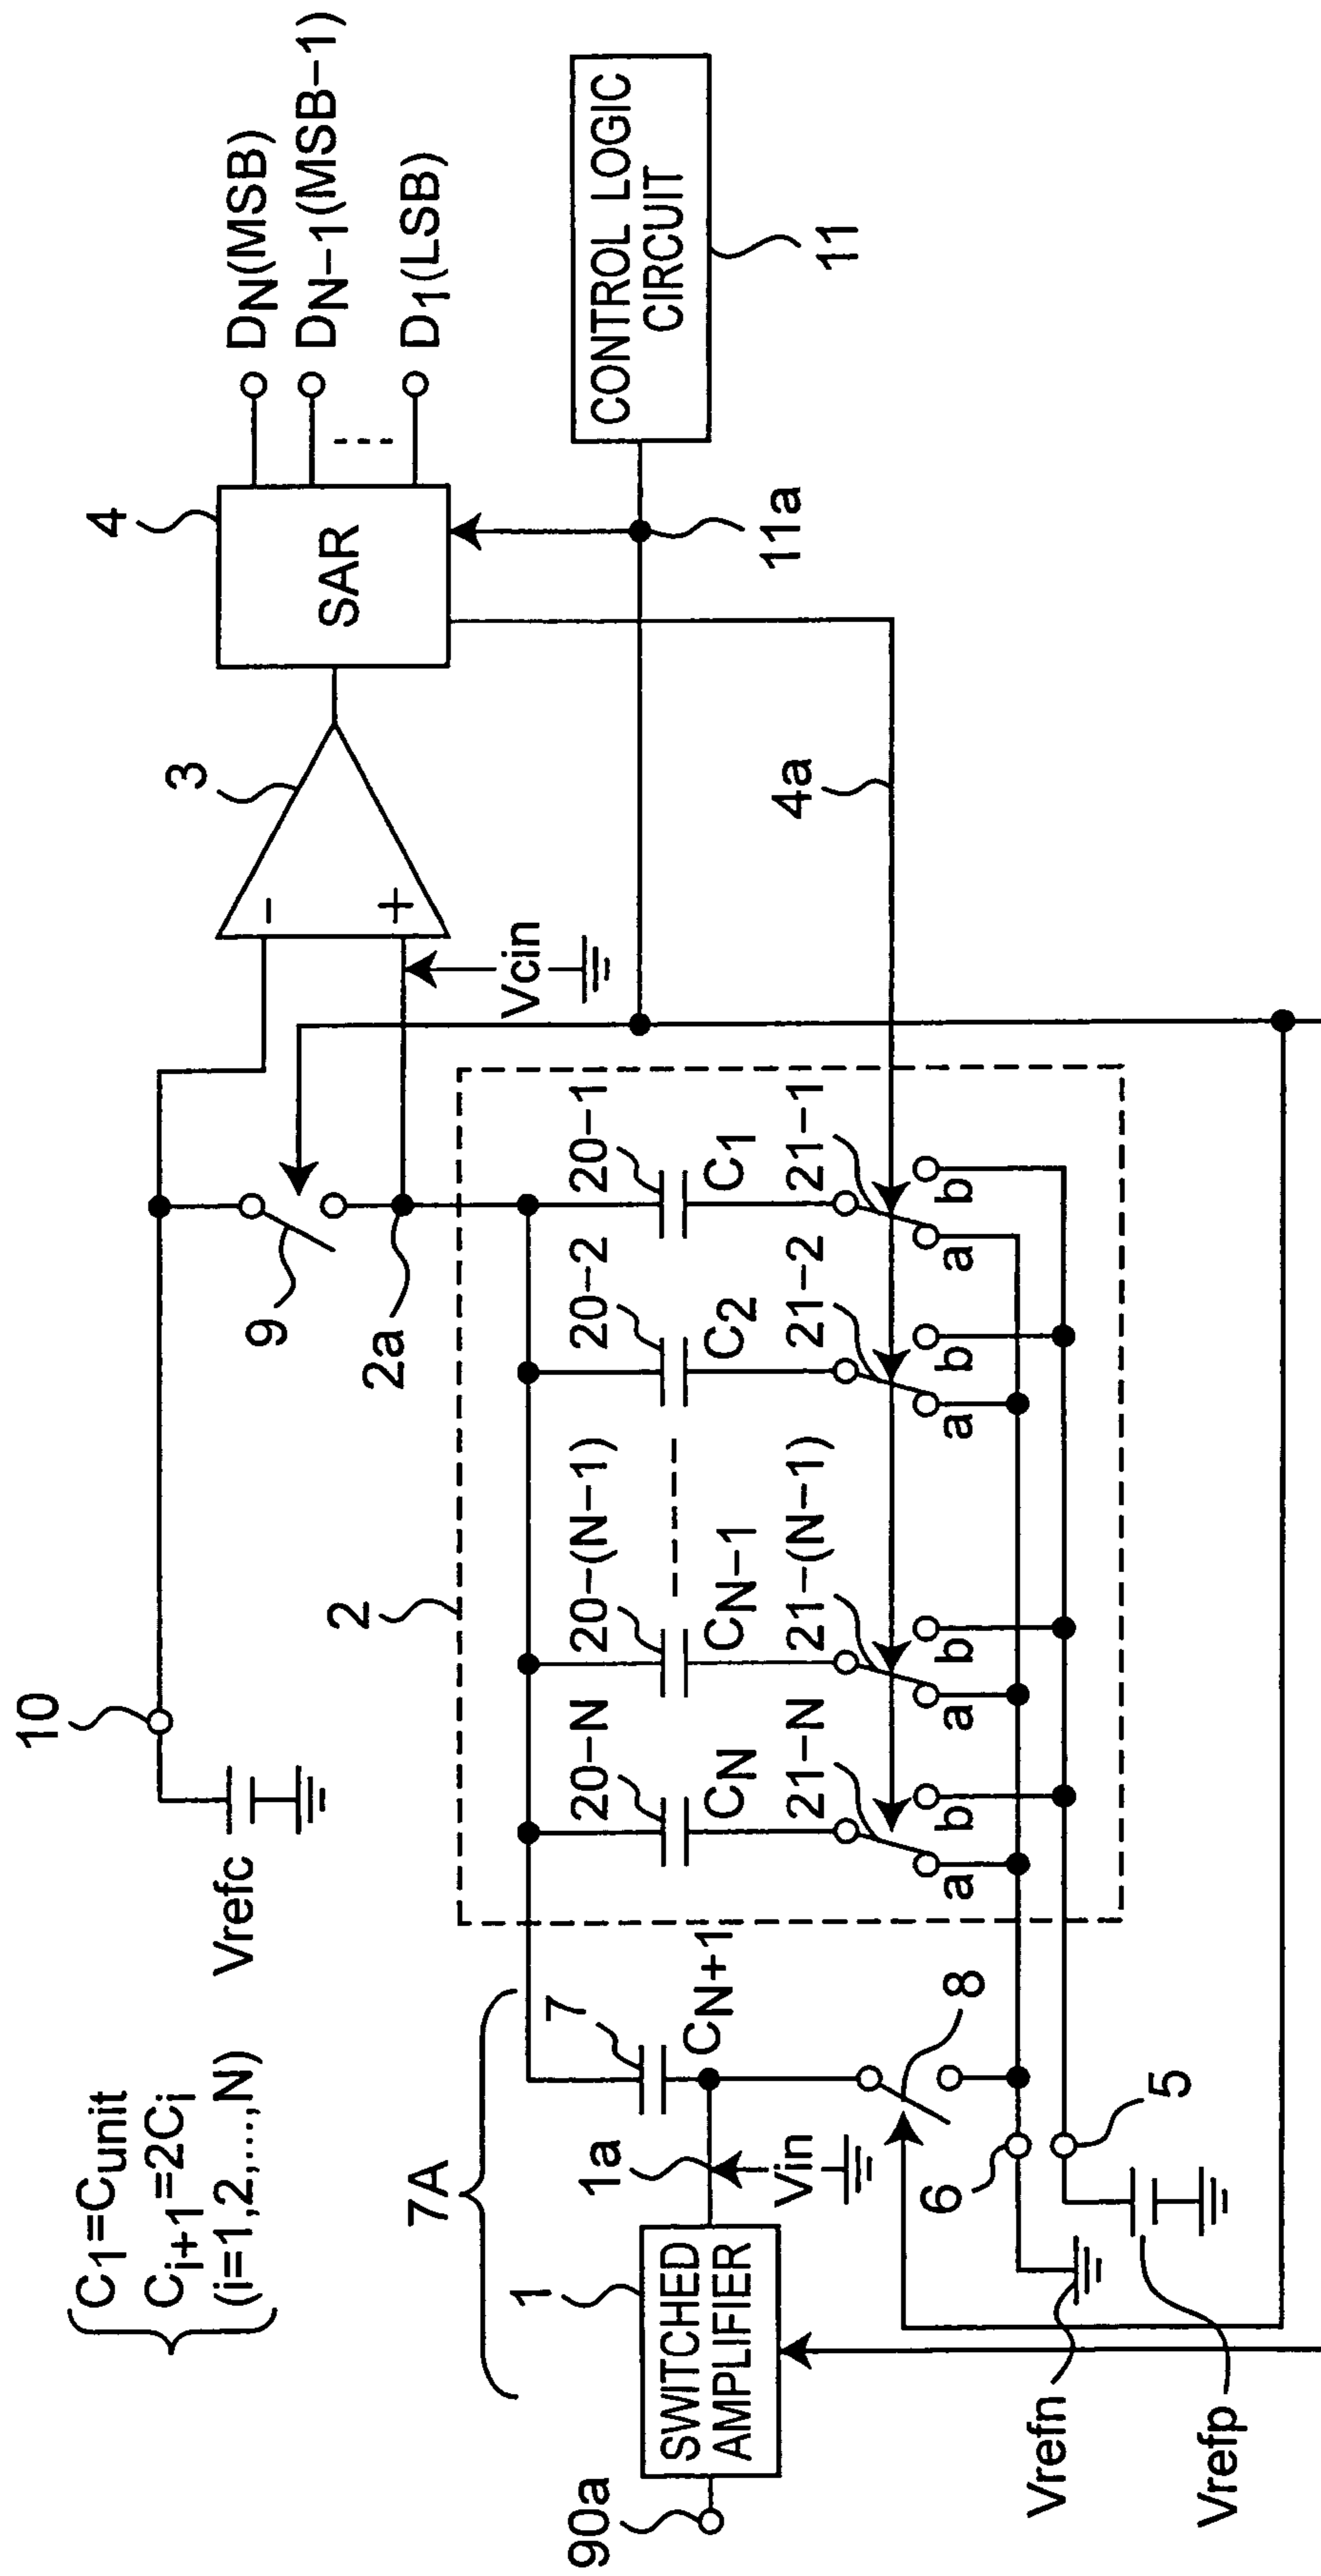 C1=Cunit
Ci+1=2Ci
(i=1,2,...,N)
Vrefc
10
9
2a
3
-
+
Vcin
4
SAR
DN(MSB)
DN-1(MSB-1)
D1(LSB)
CONTROL LOGIC
CIRCUIT
11
11a
4a
2
7A
7
CN+1
20-N
CN
20-(N-1)
CN-1
20-2
C2
20-1
C1
21-N
21-(N-1)
21-2
21-1
a
b
a
b
a
b
a
b
90a
1
SWITCHED
AMPLIFIER
1a
Vin
8
6
5
Vrefn
Vrefp